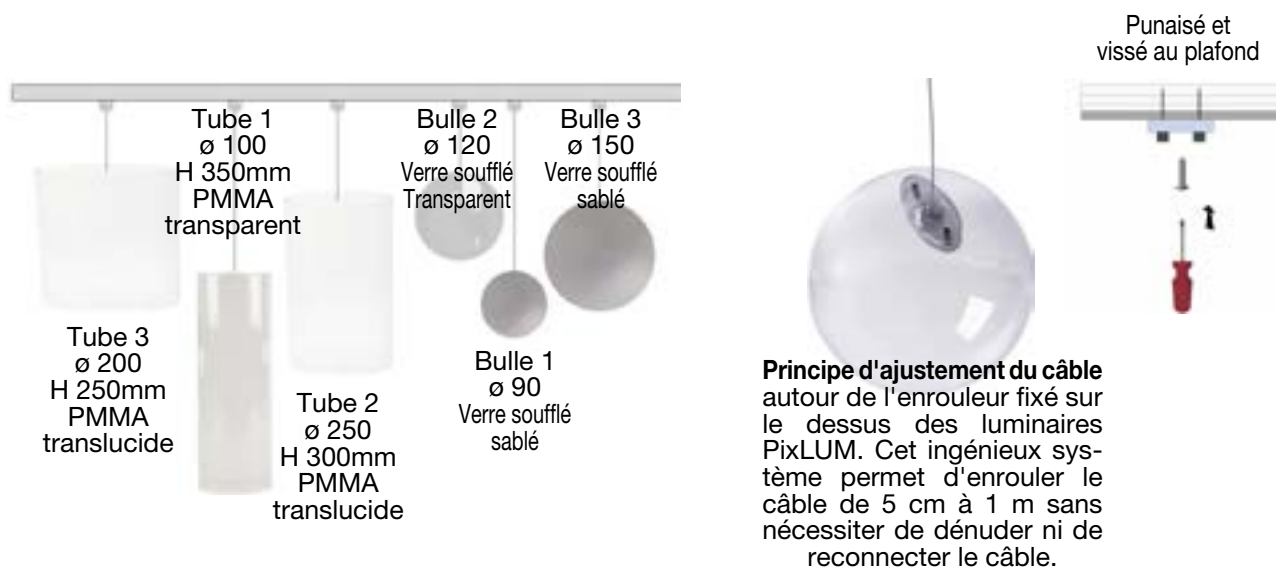 Punaisé et
vissé au plafond
Tube 1
ø 100
H 350mm
PMMA
transparent
Bulle 2
ø 120
Verre soufflé
Transparent
Bulle 3
ø 150
Verre soufflé
sablé
Tube 3
ø 200
H 250mm
PMMA
translucide
Tube 2
ø 250
H 300mm
PMMA
translucide
Bulle 1
ø 90
Verre soufflé
sablé
Principe d'ajustement du câble
autour de l'enrouleur fixé sur
le dessus des luminaires
PixLUM. Cet ingénieux sys-
tème permet d'enrouler le
câble de 5 cm à 1 m sans
nécessiter de dénuder ni de
reconnecter le câble.